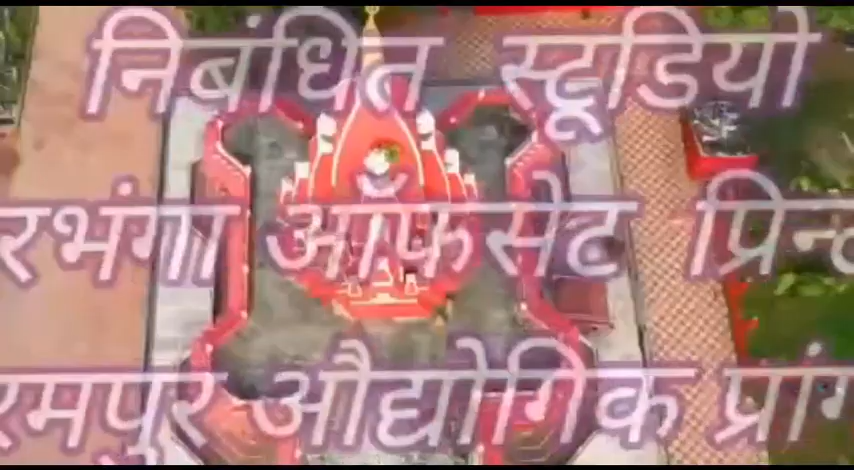 निबंधित स्टूडियो
रभंगा आफसेट प्रिन्ट
रमपुर औद्योगिक प्रांग